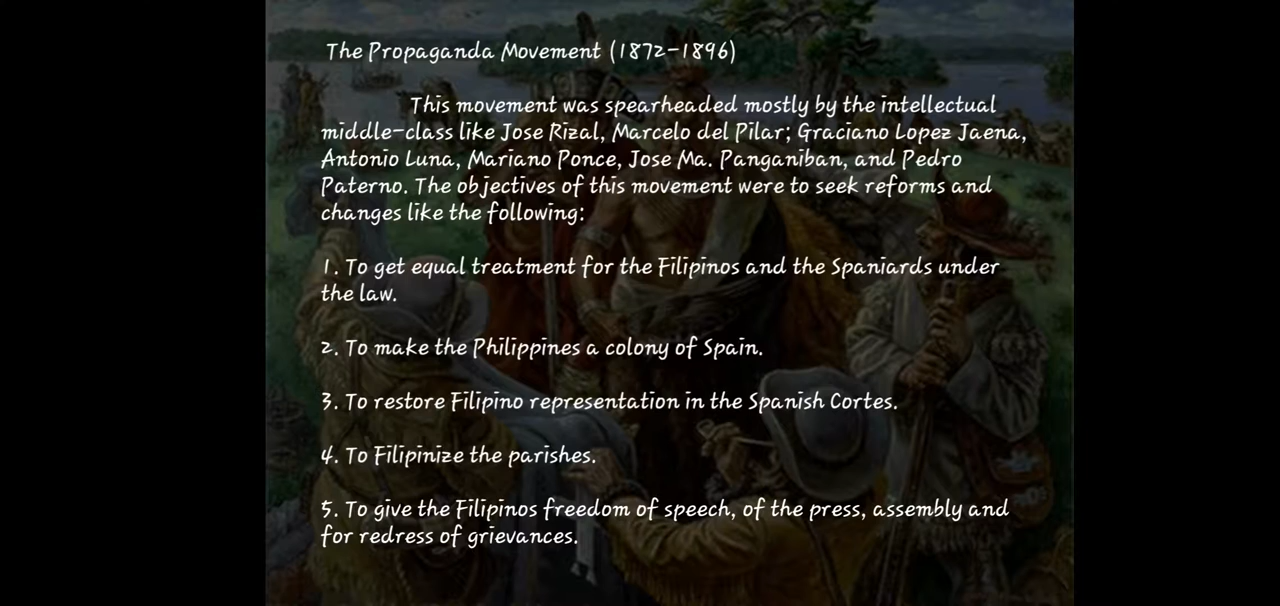 The Propaganda Movement (1872-1896)
This movement was spearheaded mostly by the intellectual
middle-class like Jose Rizal, Marcelo del Pilar; Graciano Lopez Jaena,
Antonio Luna, Mariano Ponce, Jose Ma. Panganiban, and Pedro
Paterno. The objectives of this movement were to seek reforms and
changes like the following:
1. To get equal treatment for the Filipinos and the Spaniards under
the law.
2. To make the Philippines a colony of Spain.
3. To restore Filipino representation in the Spanish Cortes.
4. To Filipinize the parishes.
5. To give the Filipinos freedom of speech, of the press, assembly and
for redress of grievances.